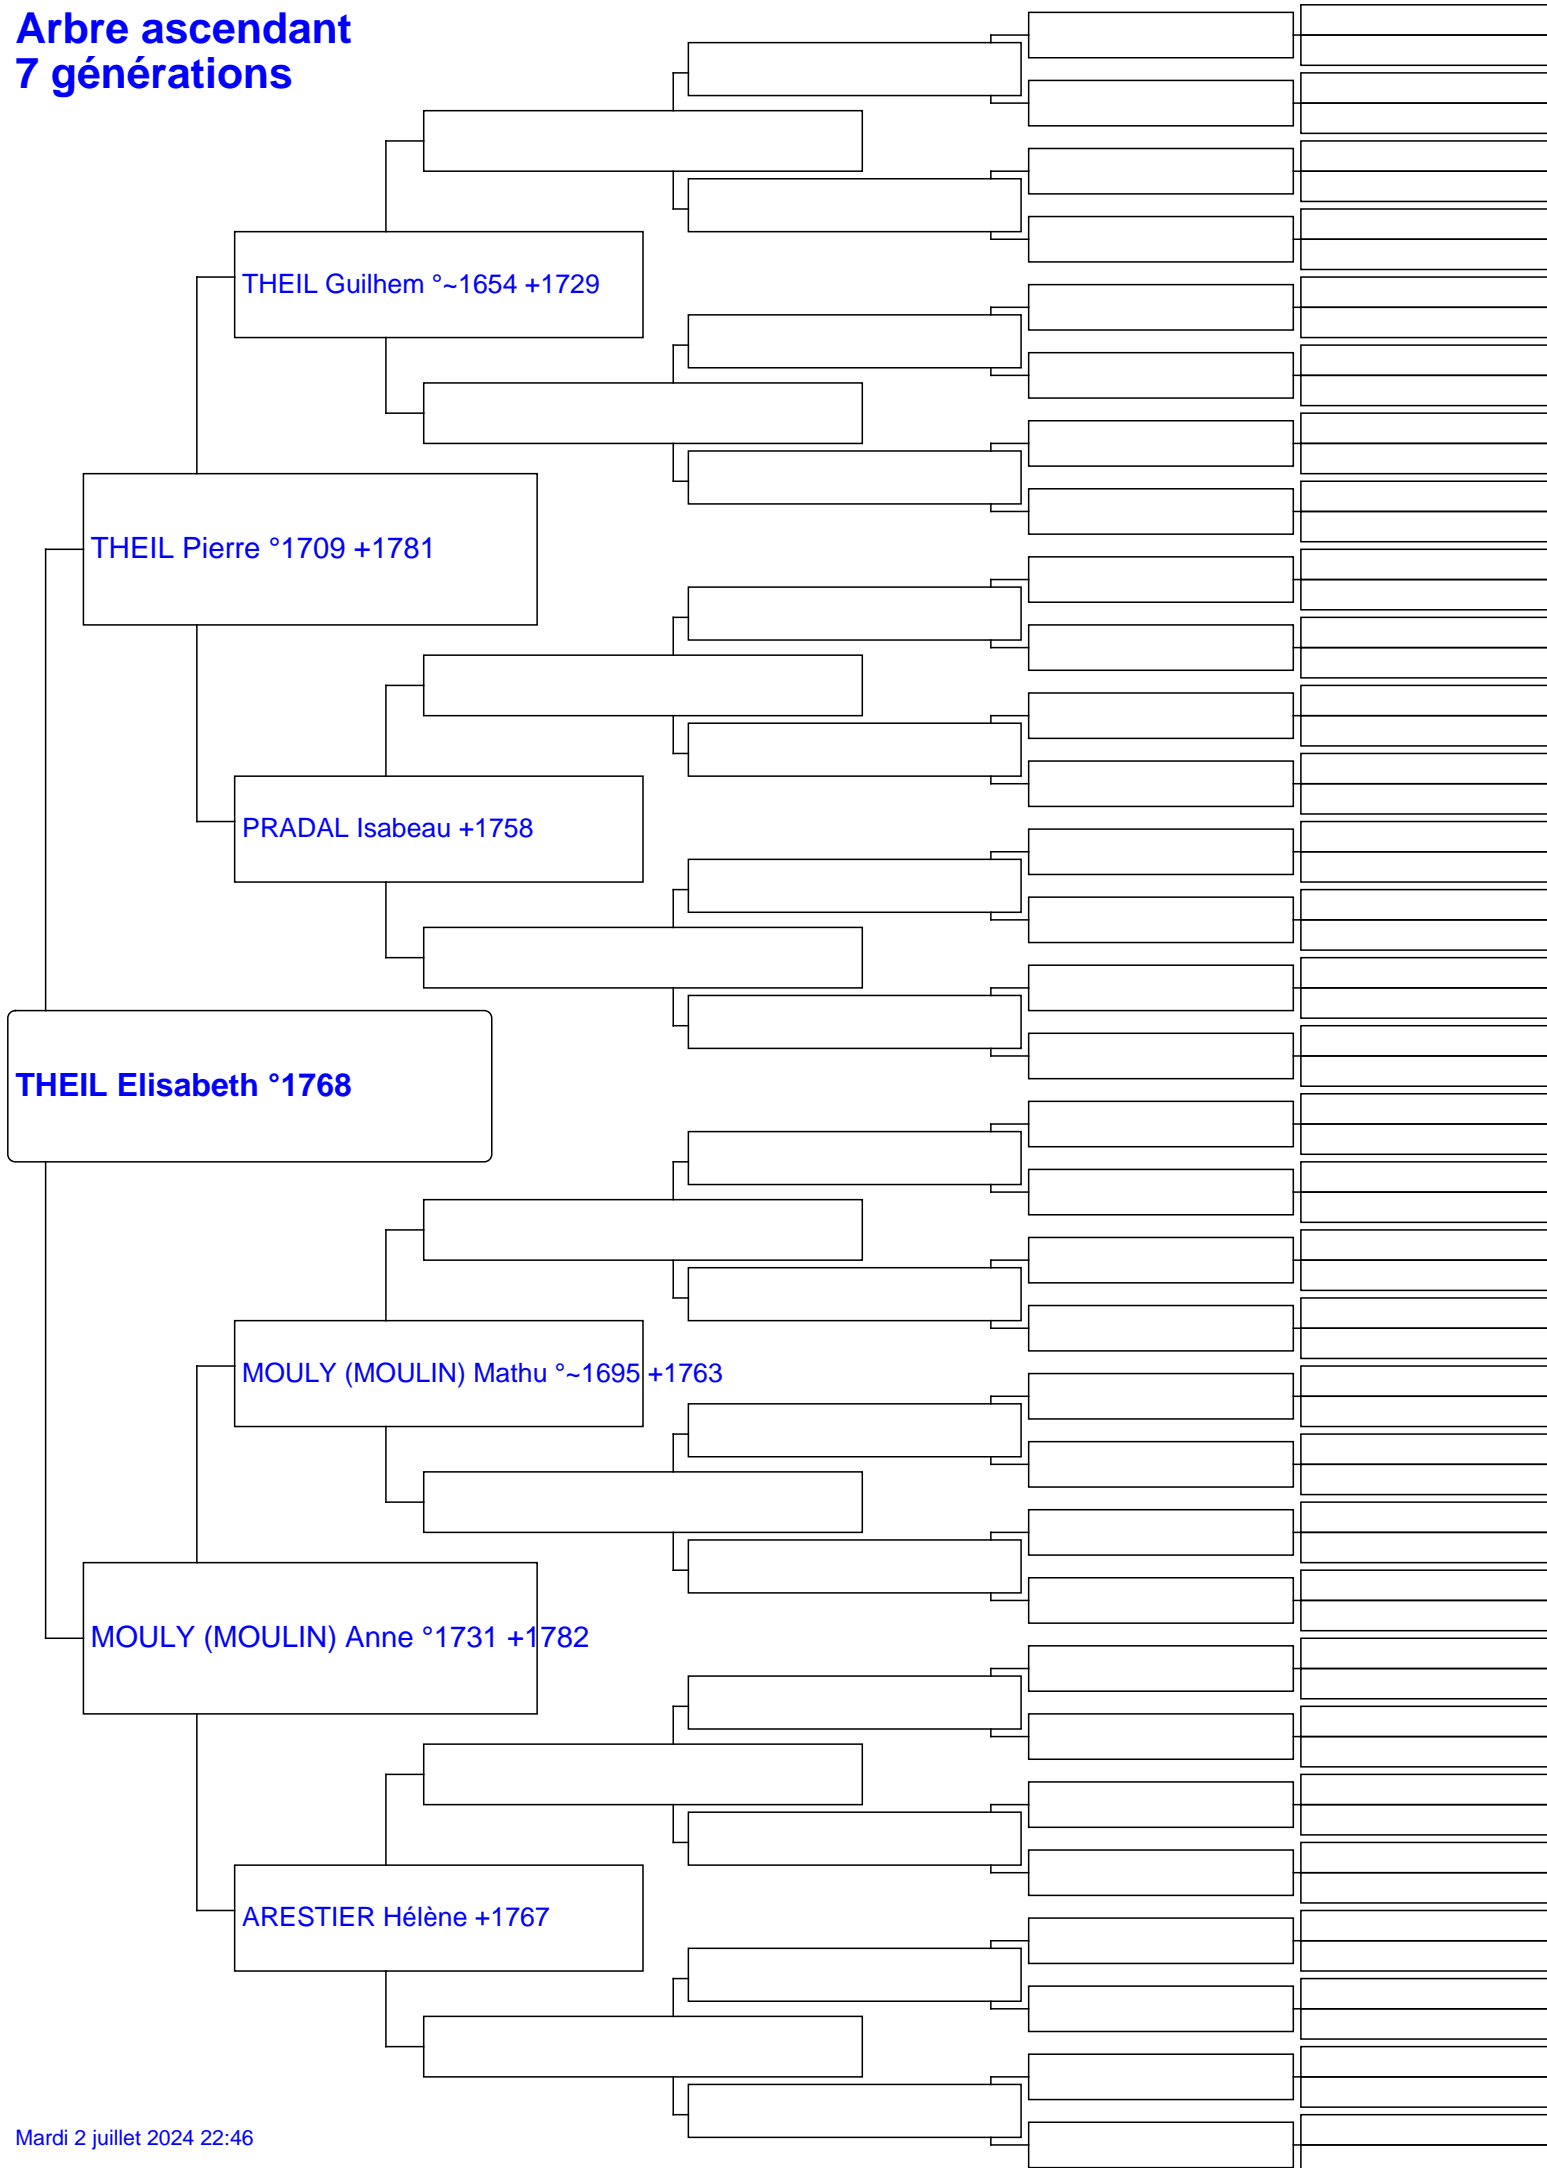 Arbre ascendant
7 générations
THEIL Guilhem °~1654 +1729
THEIL Pierre °1709 +1781
PRADAL Isabeau +1758
THEIL Elisabeth °1768
MOULY (MOULIN) Mathu °~1695 +1763
MOULY (MOULIN) Anne °1731 +1782
ARESTIER Hélène +1767
Mardi 2 juillet 2024 22:46